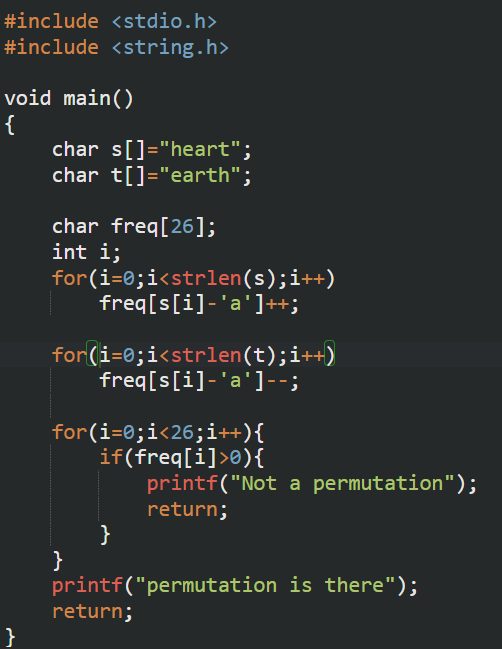 #include <stdio.h>
#include <string.h>

void main()
{
    char s[]="heart";
    char t[]="earth";

    char freq[26];
    int i;
    for(i=0;i<strlen(s);i++)
        freq[s[i]-'a']++;

    for(i=0;i<strlen(t);i++)
        freq[s[i]-'a']--;

    for(i=0;i<26;i++){
        if(freq[i]>0){
            printf("Not a permutation");
            return;
        }
    }
    printf("permutation is there");
    return;
}